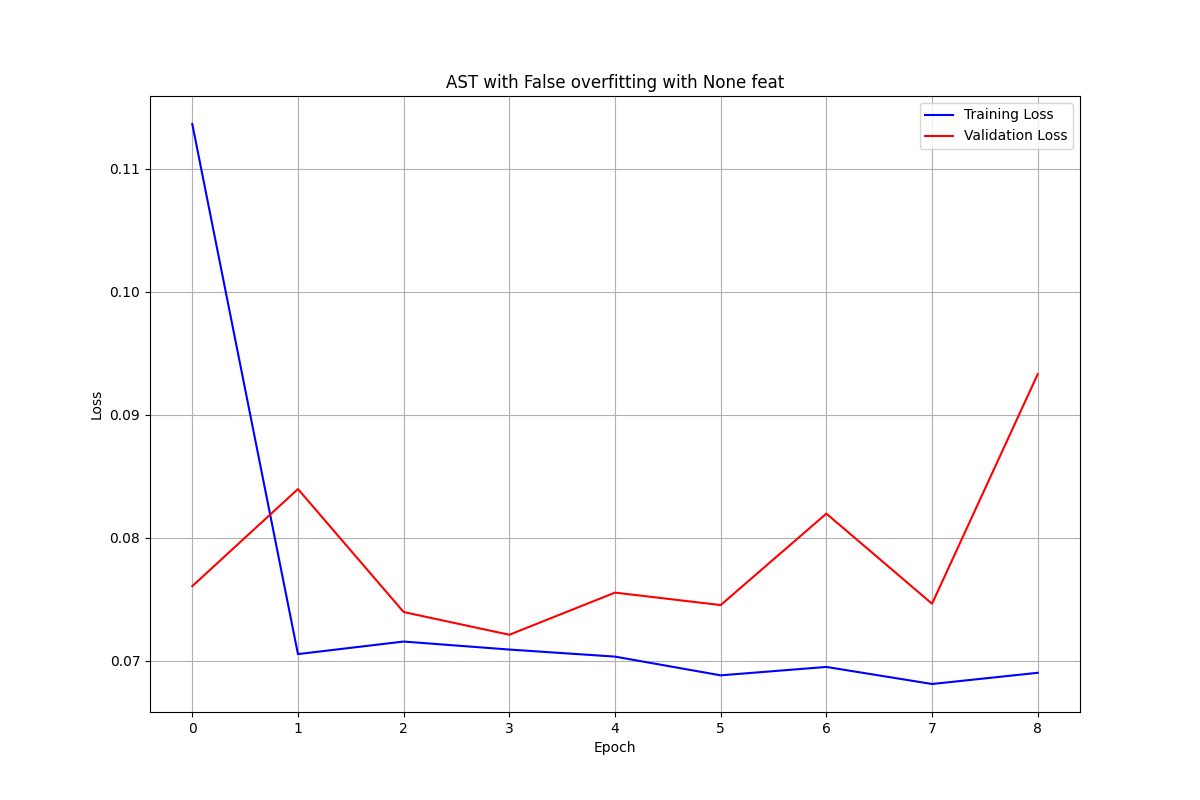 AST with False overfitting with None feat
Training Loss
Validation Loss
0.11
0.10
0.09
0.08
0.07
Loss
0 1 2 3 4 5 6 7 8
Epoch